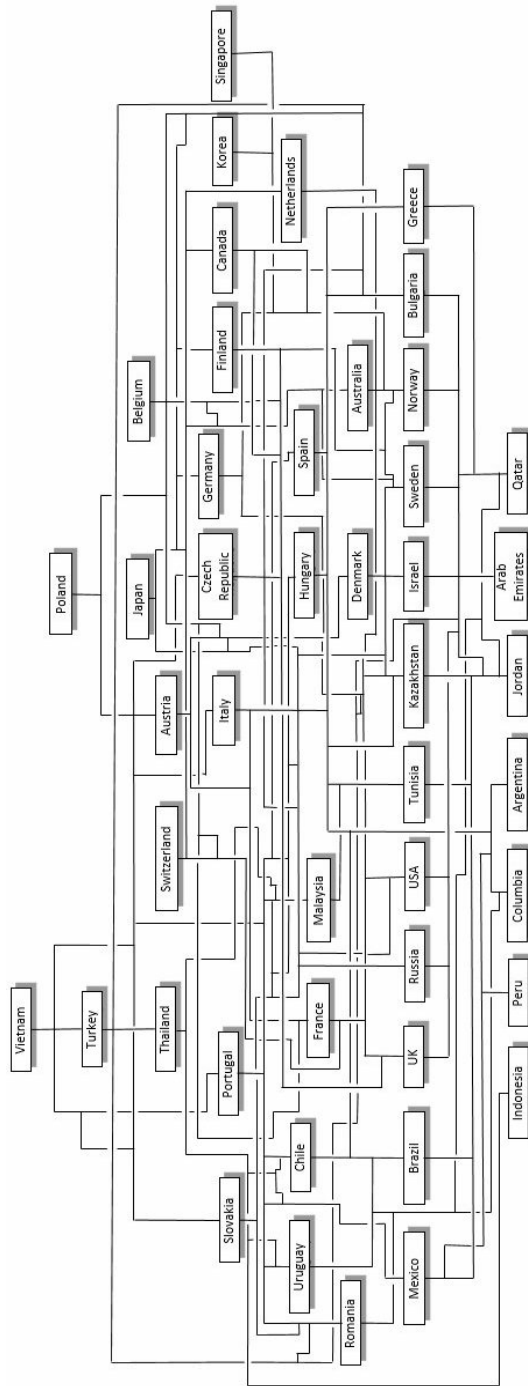 Vietnam
Poland
Turkey
Japan
Belgium
Thailand
Switzerland
Austria
Slovakia
Portugal
Italy
Czech
Republic
Germany
Finland
Canada
Korea
Singapore
Uruguay
Chile
France
Malaysia
Hungary
Spain
Netherlands
Romania
Denmark
Australia
Mexico
Brazil
UK
Russia
USA
Tunisia
Kazakhstan
Israel
Sweden
Norway
Bulgaria
Greece
Indonesia
Peru
Columbia
Argentina
Jordan
Arab
Emirates
Qatar